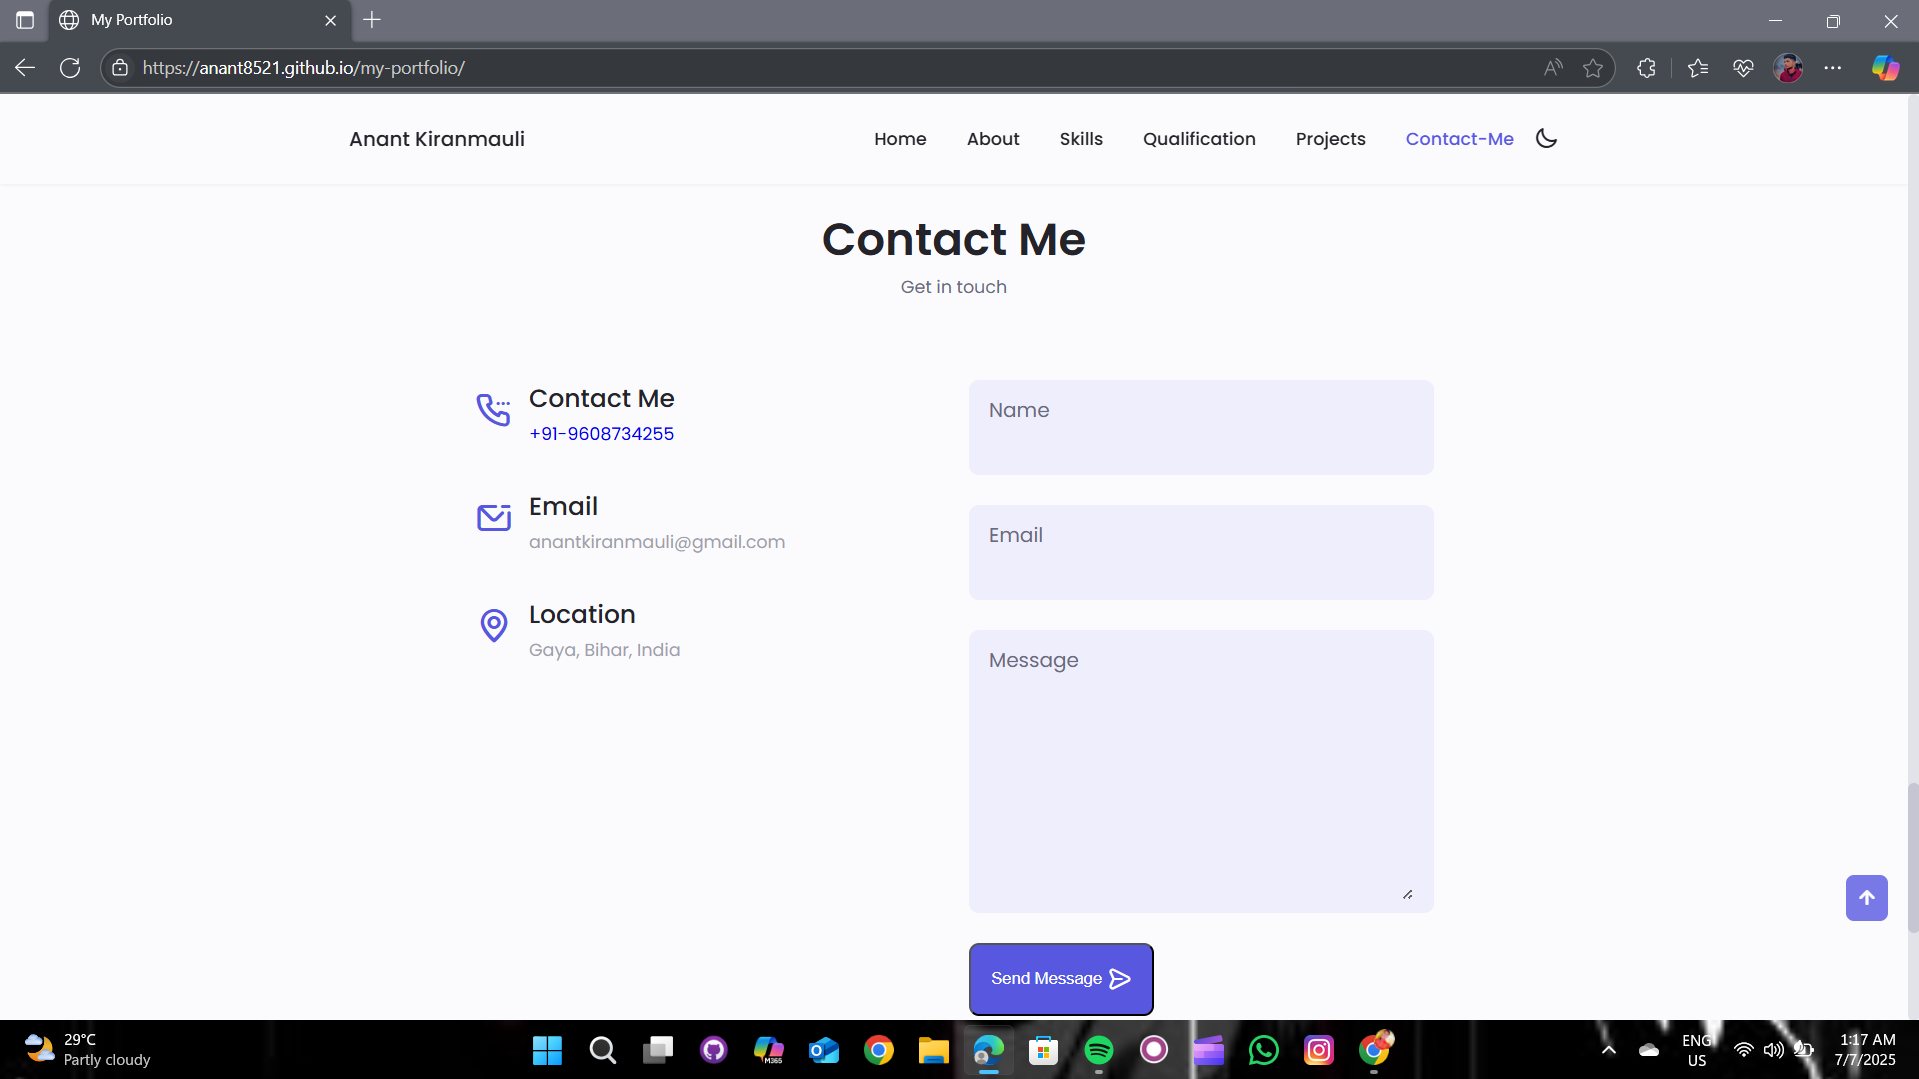 My Portfolio
https://anant8521.github.io/my-portfolio/
Anant Kiranmauli
Home
About
Skills
Qualification
Projects
Contact-Me
Contact Me
Get in touch
Contact Me
+91-9608734255
Email
anantkiranmauli@gmail.com
Location
Gaya, Bihar, India
Name
Email
Message
Send Message
29°C
Partly cloudy
M365
ENG
US
1:17 AM
7/7/2025